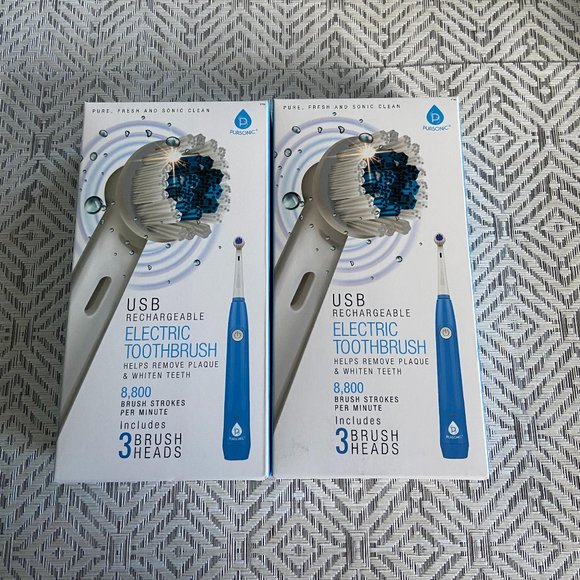 PURE, FRESH AND SONIC CLEAN
PURSONIC
USB
RECHARGEABLE
ELECTRIC
TOOTHBRUSH
HELPS REMOVE PLAQUE
& WHITEN TEETH
8,800
BRUSH STROKES
PER MINUTE
Includes
3 BRUSH
HEADS
PURSONIC
PURE, FRESH AND SONIC CLEAN
PURSONIC
USB
RECHARGEABLE
ELECTRIC
TOOTHBRUSH
HELPS REMOVE PLAQUE
& WHITEN TEETH
8,800
BRUSH STROKES
PER MINUTE
Includes
3 BRUSH
HEADS
PURSONIC